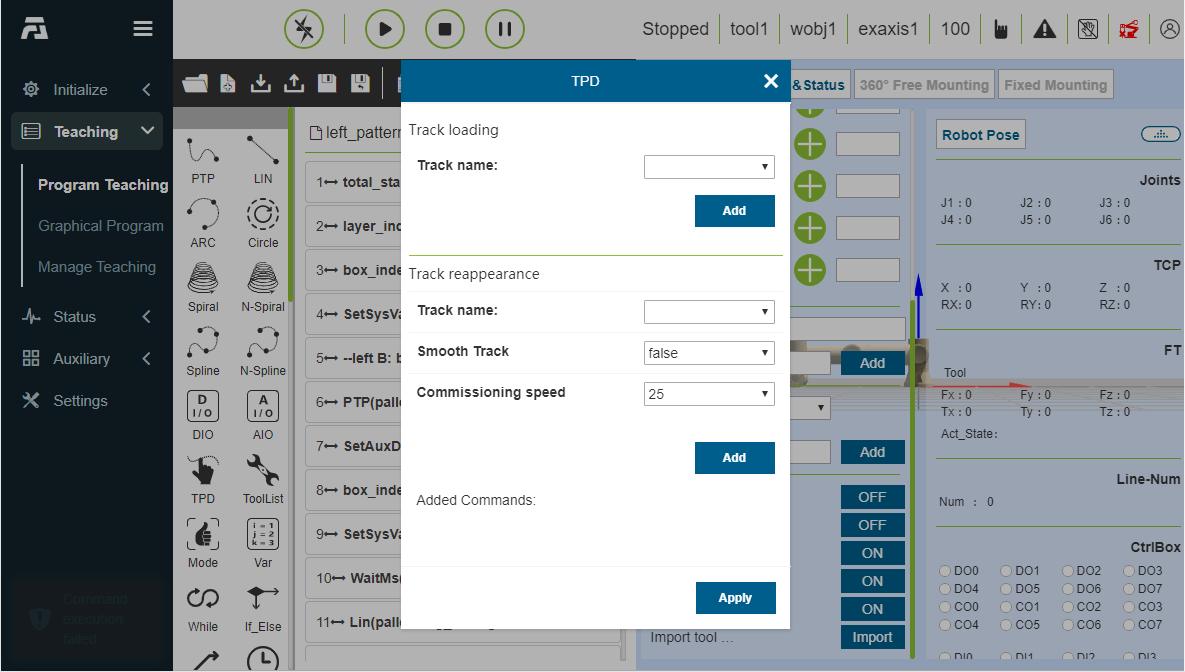 Stopped
tool1
wobj1
exaxis1
100
Initialize
Teaching
Program Teaching
Graphical Program
Manage Teaching
Status
Auxiliary
Settings
Command
execution
failed
PTP
LIN
ARC
Circle
Spiral
N-Spiral
Spline
N-Spline
D
I/O
A
I/O
DIO
AIO
TPD
ToolList
i = 1
j = 2
k = 3
Mode
Var
While
If_Else
left_pattern
1 total_sta
2 layer_ind
3 box_inde
4 SetSysVa
5 --left B: b
6 PTP(palle
7 SetAuxD
8 box_inde
9 SetSysVa
10 WaitMs(
11 Lin(palle
TPD
Track loading
Track name:
Add
Track reappearance
Track name:
Smooth Track
false
Commissioning speed
25
Add
Added Commands:
Apply
&Status
360° Free Mounting
Fixed Mounting
Add
Add
OFF
OFF
ON
ON
ON
Import tool ...
Import
Robot Pose
Joints
J1 : 0 J2 : 0 J3 : 0
J4 : 0 J5 : 0 J6 : 0
TCP
X : 0 Y : 0 Z : 0
RX: 0 RY: 0 RZ: 0
FT
Tool
Fx : 0 Fy : 0 Fz : 0
Tx : 0 Ty : 0 Tz : 0
Act_State:
Line-Num
Num : 0
CtrlBox
DO0 DO1 DO2 DO3
DO4 DO5 DO6 DO7
CO0 CO1 CO2 CO3
CO4 CO5 CO6 CO7
DI0 DI1 DI2 DI3